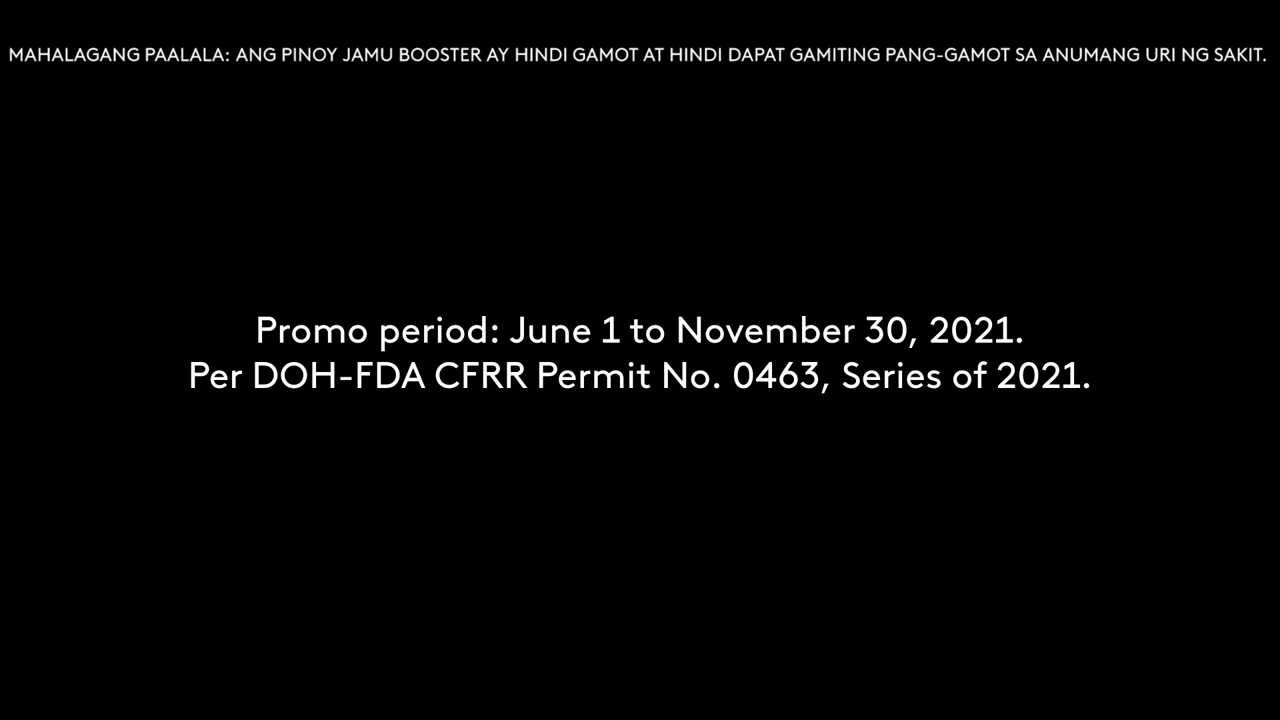 MAHALAGANG PAALALA: ANG PINOY JAMU BOOSTER AY HINDI GAMOT AT HINDI DAPAT GAMITING PANG-GAMOT SA ANUMANG URI NG SAKIT.
Promo period: June 1 to November 30, 2021.
Per DOH-FDA CFRR Permit No. 0463, Series of 2021.